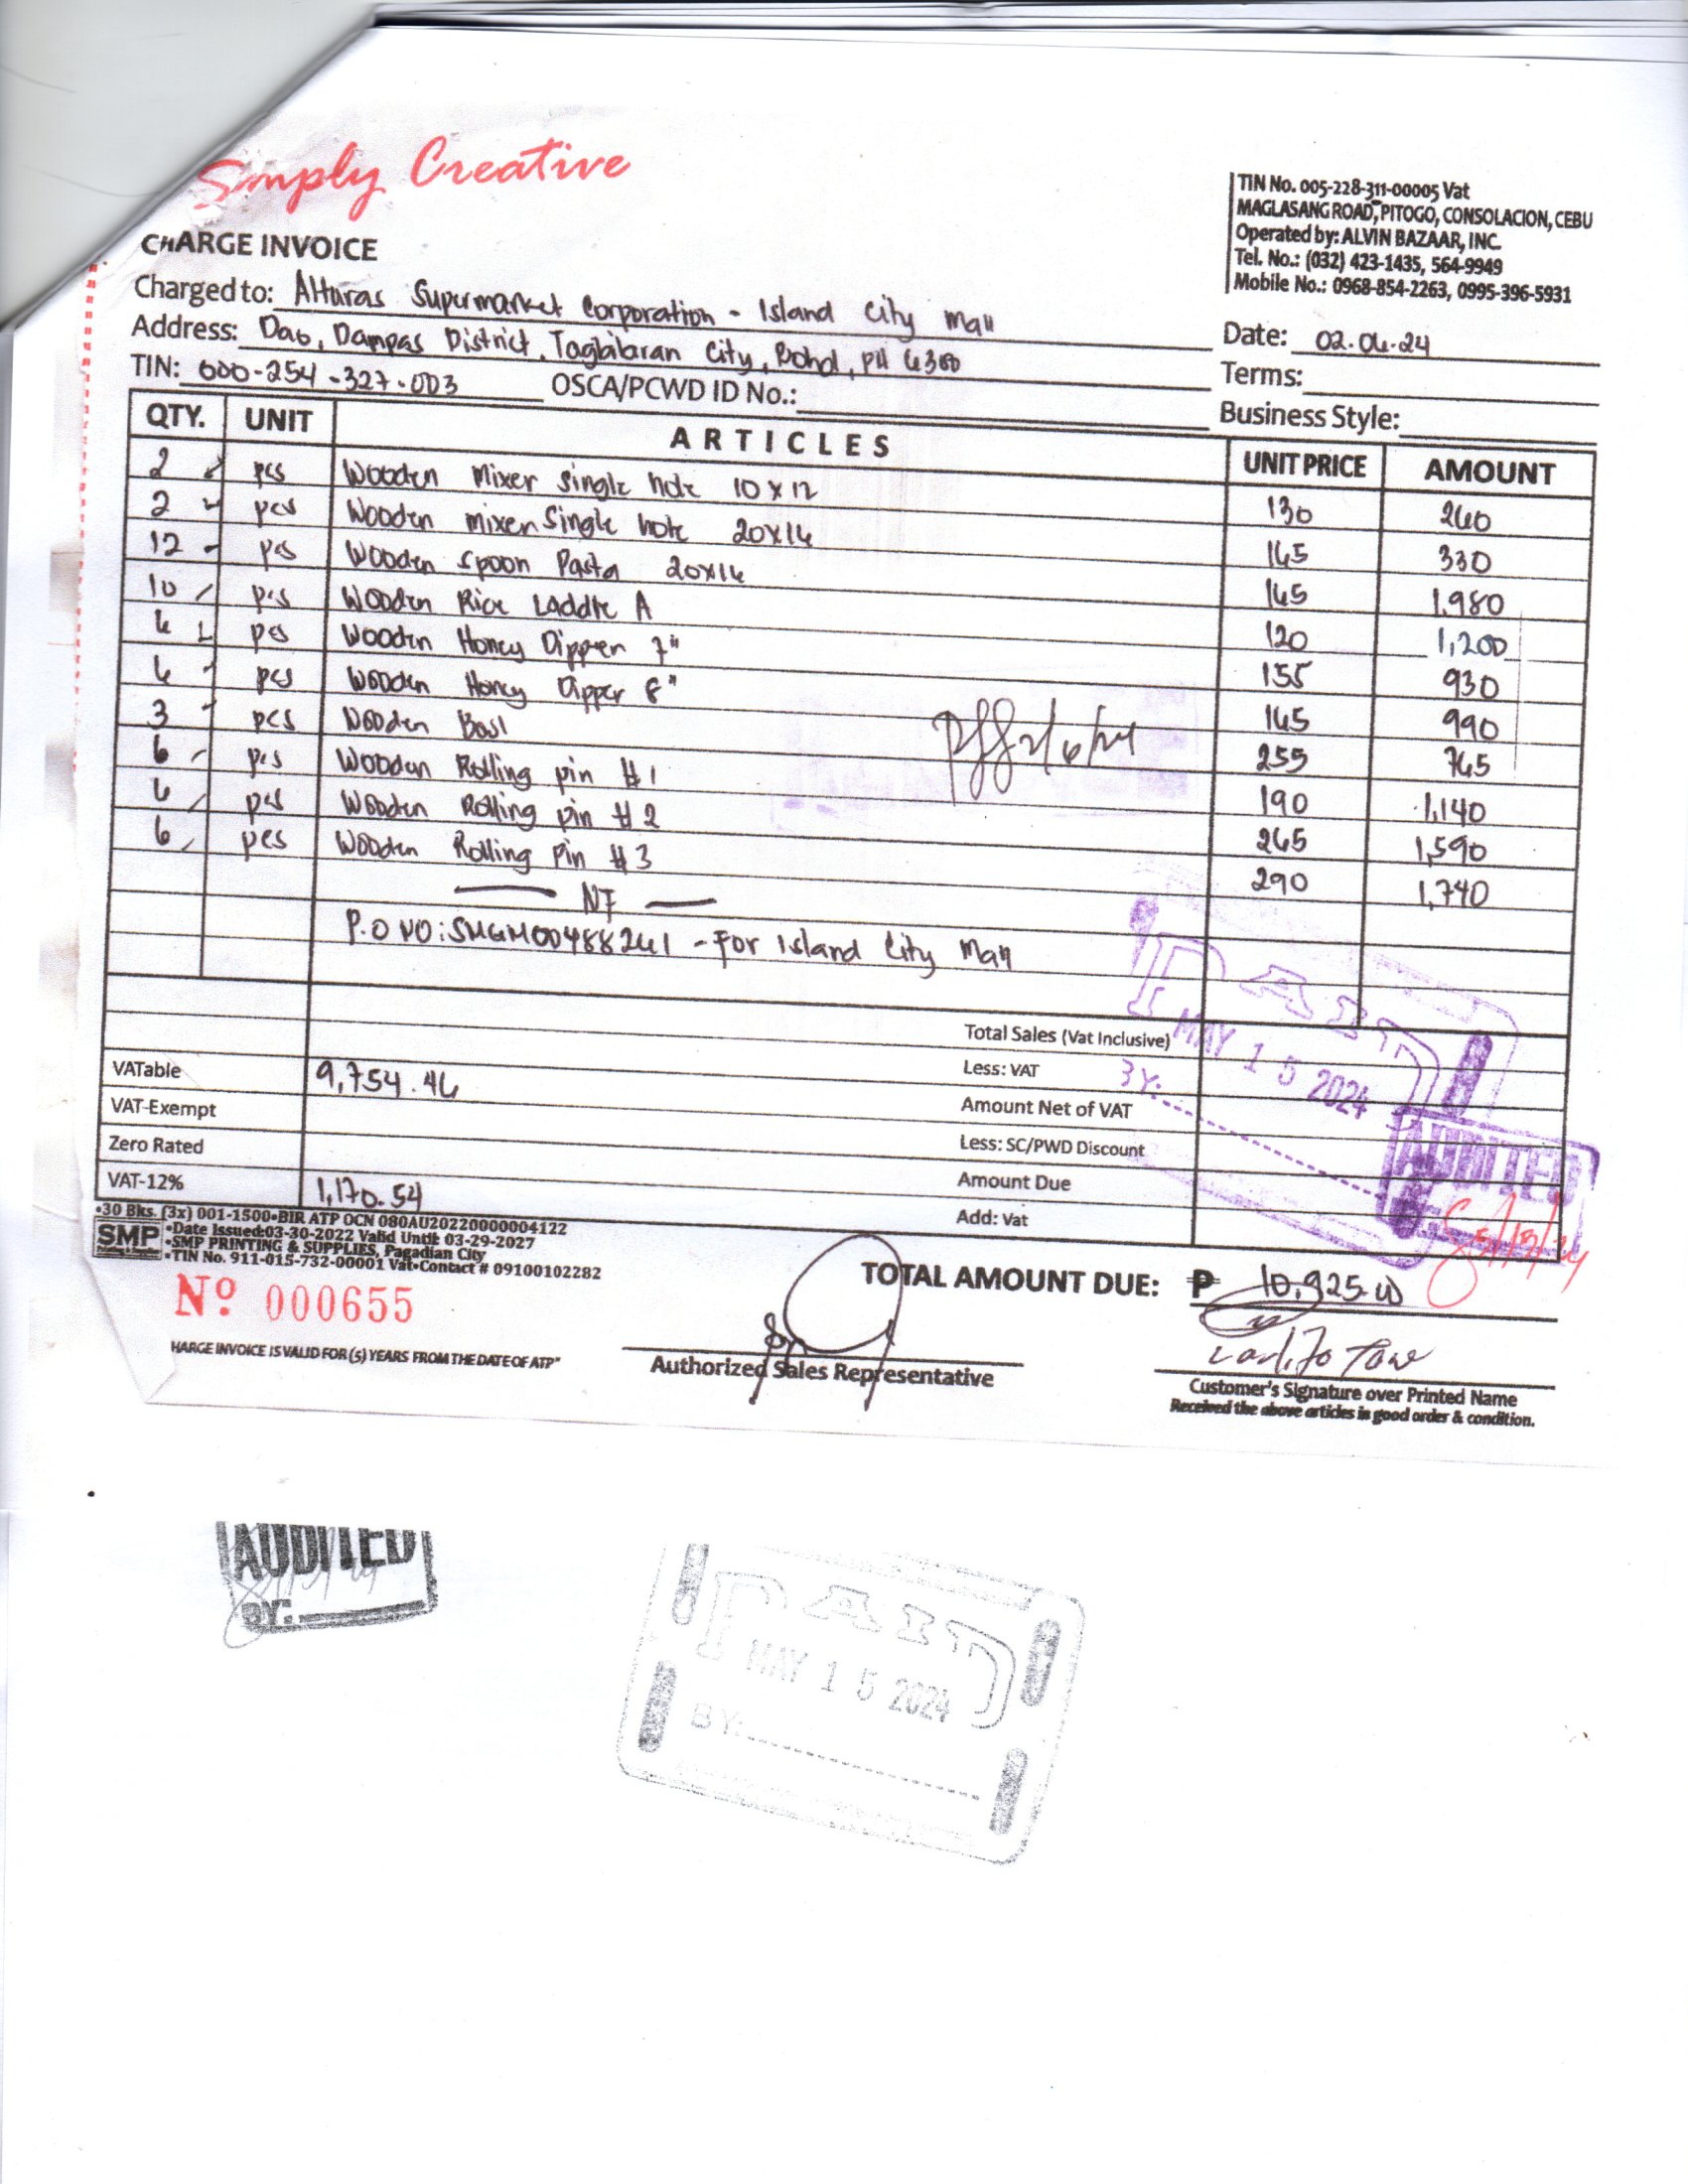 Simply Creative
CHARGE INVOICE
TIN No. 005-228-311-00005 Vat
MAGLASANG ROAD, PITOGO, CONSOLACION, CEBU
Operated by: ALVIN BAZAAR, INC.
Tel. No.: (032) 423-1435, 564-9949
Mobile No.: 0968-854-2263, 0995-396-5931
Charged to: Alturas Supermarket Corporation - Island City Mall
Address: Dao, Dampas District, Tagbilaran City, Bohol, PH 6300
TIN: 000-254-327-003 OSCA/PCWD ID No.:
Date: 02.06.24
Terms:
Business Style:
QTY. UNIT ARTICLES UNIT PRICE AMOUNT
2 pcs Wooden Mixer single hole 10x12 130 260
2 pcs Wooden mixer single hole 20x14 165 330
12 pcs Wooden spoon Pasta 20x14 165 1,980
10 pcs Wooden Rice Laddle A 120 1,200
6 pcs Wooden Honey Dipper 7" 155 930
6 pcs Wooden Honey Dipper 8" 165 990
3 pcs Wooden Bowl 255 765
6 pcs Wooden Rolling pin #1 190 1,140
6 pcs Wooden Rolling pin #2 265 1,590
6 pcs Wooden Rolling pin #3 290 1,740
2/6/24
NF
P.O NO: SMGM00488261 - For Island City Mall
PAID
MAY 15 2024
BY:
Total Sales (Vat Inclusive)
VATable 9,754.46 Less: VAT
VAT-Exempt Amount Net of VAT
Zero Rated Less: SC/PWD Discount
VAT-12% 1,170.54 Amount Due
Add: Vat
AUDITED
5/13/24
•30 Bks. (3x) 001-1500•BIR ATP OCN 080AU20220000004122
•Date Issued:03-30-2022 Valid Until: 03-29-2027
SMP •SMP PRINTING & SUPPLIES, Pagadian City
•TIN No. 911-015-732-00001 Vat•Contact # 09100102282
TOTAL AMOUNT DUE: ₱ 10,925.00
Nº 000655
HARGE INVOICE IS VALID FOR (5) YEARS FROM THE DATE OF ATP"
Authorized Sales Representative
Customer's Signature over Printed Name
Received the above articles in good order & condition.
AUDITED
BY:
PAID
MAY 15 2024
BY: